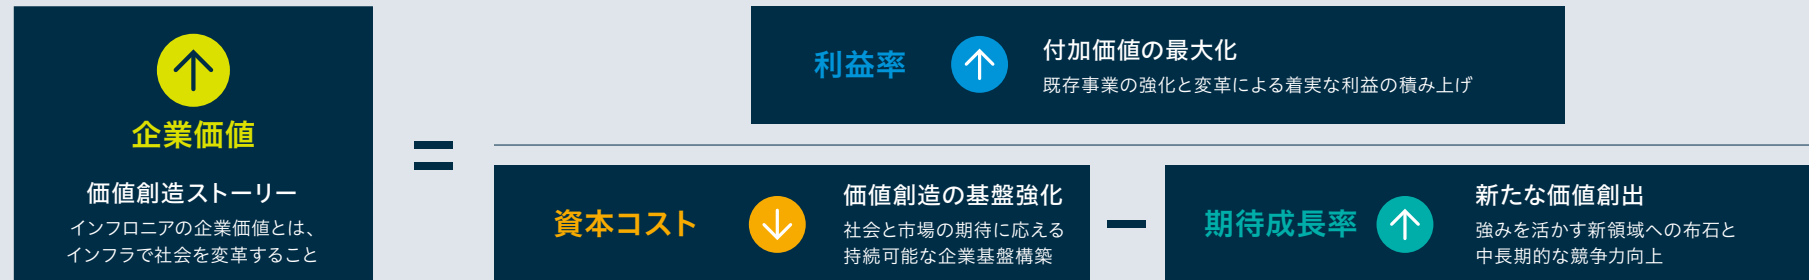 企業価値
価値創造ストーリー
インフロニアの企業価値とは、
インフラで社会を変革すること
=
利益率
付加価値の最大化
既存事業の強化と変革による着実な利益の積み上げ
資本コスト
価値創造の基盤強化
社会と市場の期待に応える
持続可能な企業基盤構築
−
期待成長率
新たな価値創出
強みを活かす新領域への布石と
中長期的な競争力向上